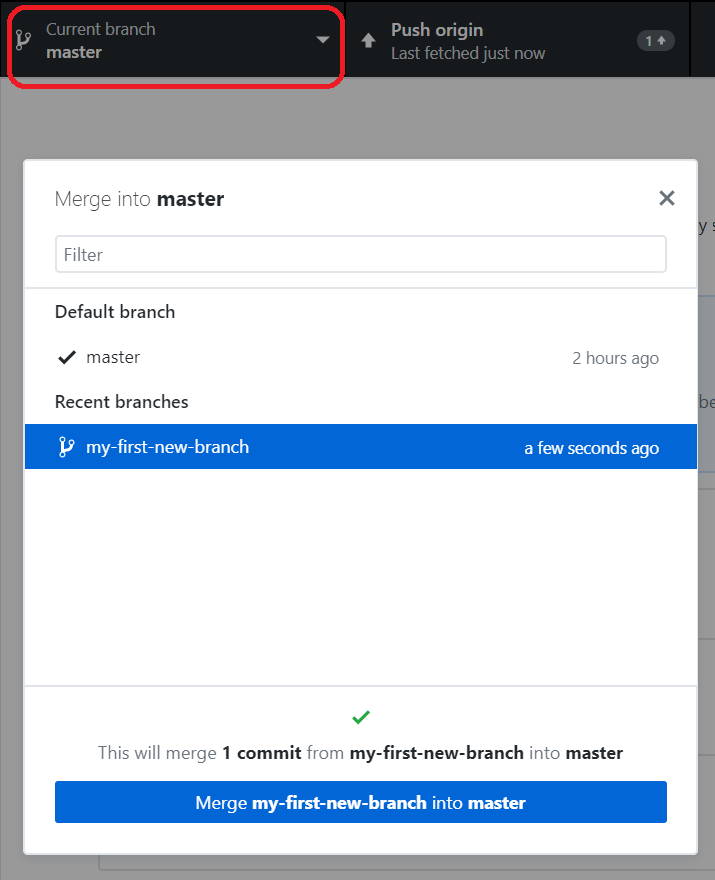 Current branch
master
Push origin
Last fetched just now
1
Merge into master
Filter
Default branch
master
2 hours ago
Recent branches
my-first-new-branch
a few seconds ago
This will merge 1 commit from my-first-new-branch into master
Merge my-first-new-branch into master